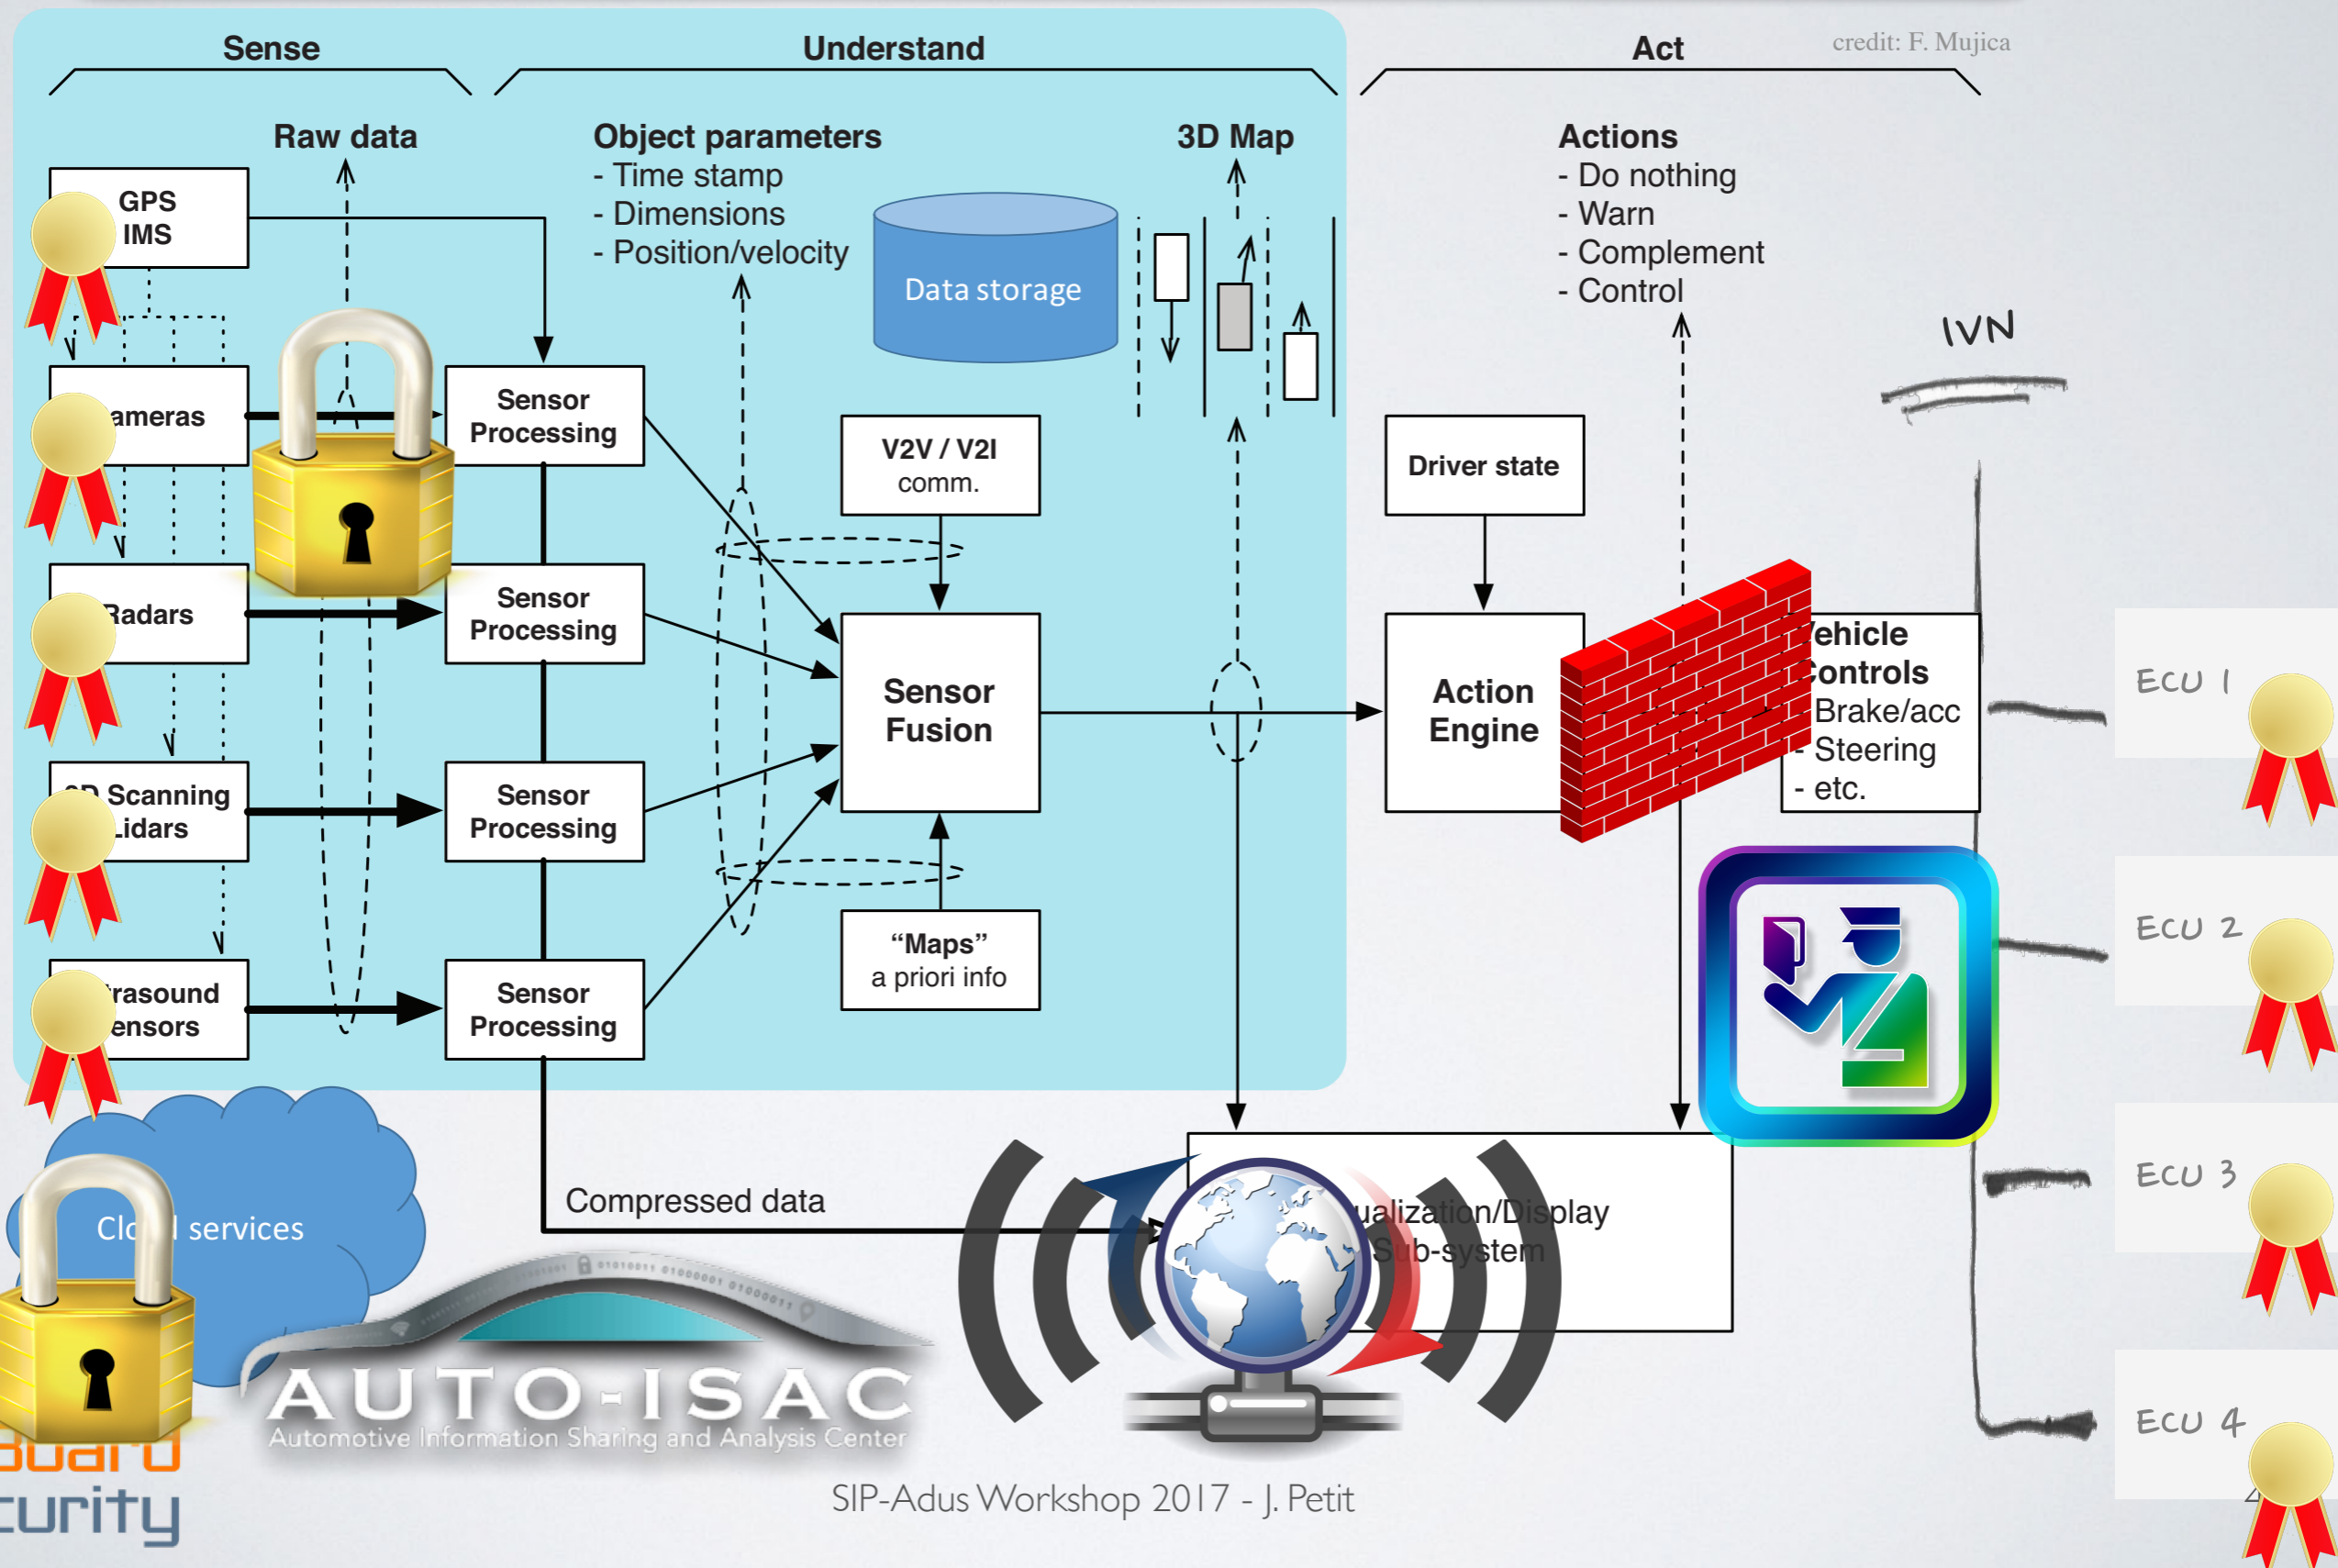 Sense
Understand
Act
credit: F. Mujica
Raw data
Object parameters
- Time stamp
- Dimensions
- Position/velocity
3D Map
Actions
- Do nothing
- Warn
- Complement
- Control
GPS
IMS
Data storage
IVN
ameras
Sensor
Processing
V2V / V2I
comm.
Driver state
Radars
Sensor
Processing
Sensor
Fusion
Action
Engine
ehicle
ontrols
Brake/acc
- Steering
- etc.
ECU 1
D Scanning
Lidars
Sensor
Processing
"Maps"
a priori info
ECU 2
rasound
ensors
Sensor
Processing
Compressed data
ualization/Display
Sub-system
ECU 3
Cloud services
AUTO-ISAC
Automotive Information Sharing and Analysis Center
ECU 4
Board
curity
SIP-Adus Workshop 2017 - J. Petit